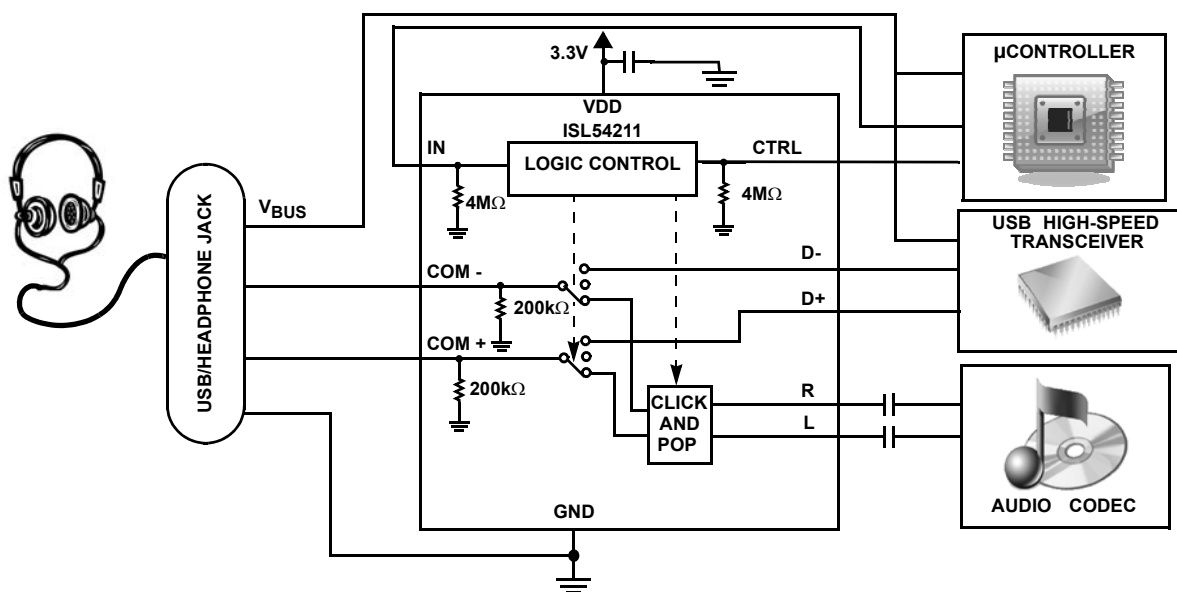 3.3V
µCONTROLLER
VDD
ISL54211
IN
LOGIC CONTROL
CTRL
4MΩ
4MΩ
USB/HEADPHONE JACK
VBUS
USB HIGH-SPEED
TRANSCEIVER
D-
COM -
200kΩ
D+
COM +
200kΩ
CLICK
AND
POP
R
L
AUDIO CODEC
GND